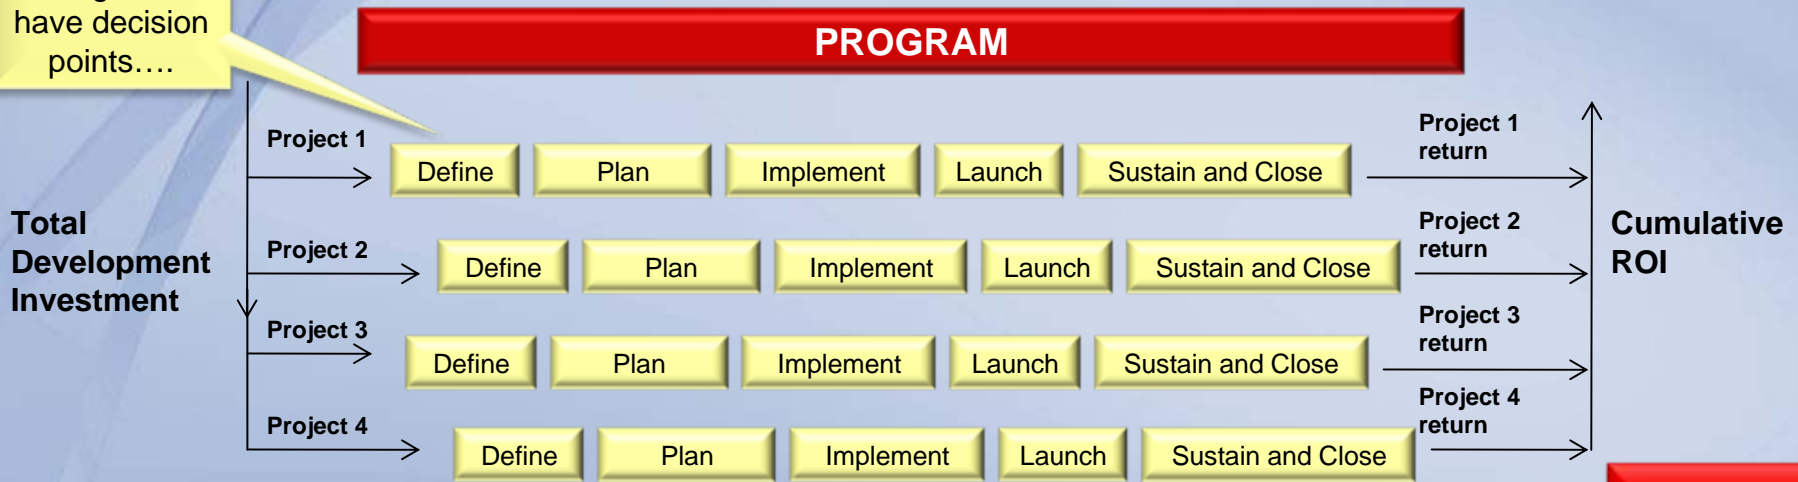 have decision
points….
PROGRAM
Project 1
Define
Plan
Implement
Launch
Sustain and Close
Project 1
return
Total
Development
Investment
Project 2
Define
Plan
Implement
Launch
Sustain and Close
Project 2
return
Cumulative
ROI
Project 3
Define
Plan
Implement
Launch
Sustain and Close
Project 3
return
Project 4
Define
Plan
Implement
Launch
Sustain and Close
Project 4
return